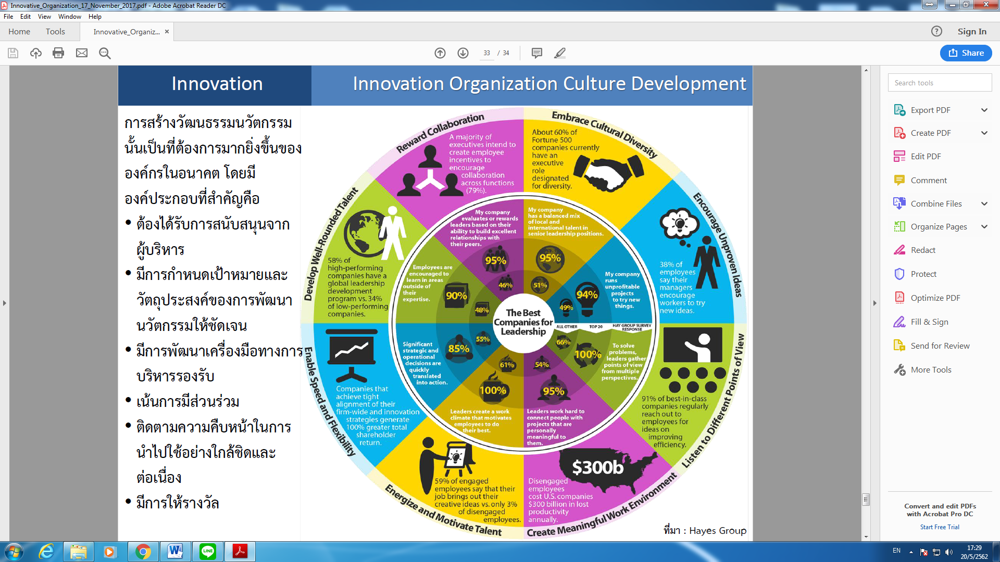 Innovative_Organization_17_November_2017.pdf - Adobe Acrobat Reader DC
File Edit View Window Help
Home Tools Innovative_Organiz... ×
Sign In
33 / 34
Share
Innovation
Innovation Organization Culture Development
การสร้างวัฒนธรรมนวัตกรรม
นั้นเป็นที่ต้องการมากยิ่งขึ้นของ
องค์กรในอนาคต โดยมี
องค์ประกอบที่สำคัญคือ
• ต้องได้รับการสนับสนุนจาก
ผู้บริหาร
• มีการกำหนดเป้าหมายและ
วัตถุประสงค์ของการพัฒนา
นวัตกรรมให้ชัดเจน
• มีการพัฒนาเครื่องมือทางการ
บริหารรองรับ
• เน้นการมีส่วนร่วม
• ติดตามความคืบหน้าในการ
นำไปใช้อย่างใกล้ชิดและ
ต่อเนื่อง
• มีการให้รางวัล
Reward Collaboration
A majority of
executives intend to
create employee
incentives to
encourage
collaboration
across functions
(79%).
Embrace Cultural Diversity
About 60% of
Fortune 500
companies currently
have an
executive
role
designated
for diversity.
Encourage Unproven Ideas
38% of
employees
say their
managers
encourage
workers to try
new ideas.
Listen to Different Points of View
91% of best-in-class
companies regularly
reach out to
employees for
ideas on
improving
efficiency.
Create Meaningful Work Environment
$300b
Disengaged
employees
cost U.S. companies
$300 billion in lost
productivity
annually.
Energize and Motivate Talent
59% of engaged
employees say that their
job brings out their
creative ideas vs. only 3%
of disengaged
employees.
Enable Speed and Flexibility
Companies that
achieve tight
alignment of their
firm-wide and innovation
strategies generate
100% greater total
shareholder
return.
Develop Well-Rounded Talent
58% of
high-performing
companies have a
global leadership
development
program vs. 34%
of low-performing
companies.
My company
evaluates or rewards
leaders based on their
ability to build excellent
relationships with
their peers.
95%
46%
My company
has a balanced mix
of local and
international talent in
senior leadership positions.
95%
51%
My company
runs
unprofitable
projects
to try new
things.
94%
49%
ALL OTHER
TOP 20
HAY GROUP SURVEY
RESPONSE
To solve
problems,
leaders gather
points of view
from multiple
perspectives.
100%
66%
Leaders work hard to
connect people with
projects that are
personally
meaningful to
them.
95%
54%
Leaders create a work
climate that motivates
employees to do
their best.
100%
61%
Significant
strategic and
operational
decisions are
quickly
translated
into action.
85%
55%
Employees are
encouraged to
learn in areas
outside of
their
expertise.
90%
48%
The Best
Companies for
Leadership
ที่มา : Hayes Group
Search tools
Export PDF
Create PDF
Edit PDF
Comment
Combine Files
Organize Pages
Redact
Protect
Optimize PDF
Fill & Sign
Send for Review
More Tools
Convert and edit PDFs
with Acrobat Pro DC
Start Free Trial
LINE
EN
17:29
20/5/2562